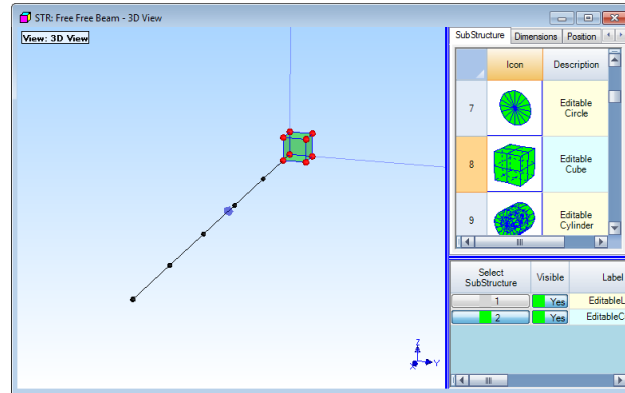 STR: Free Free Beam - 3D View
View: 3D View
SubStructure Dimensions Position
Icon Description
7 Editable
Circle
8 Editable
Cube
9 Editable
Cylinder
Select
SubStructure Visible Label
1 Yes EditableL
2 Yes EditableC
Z
X Y